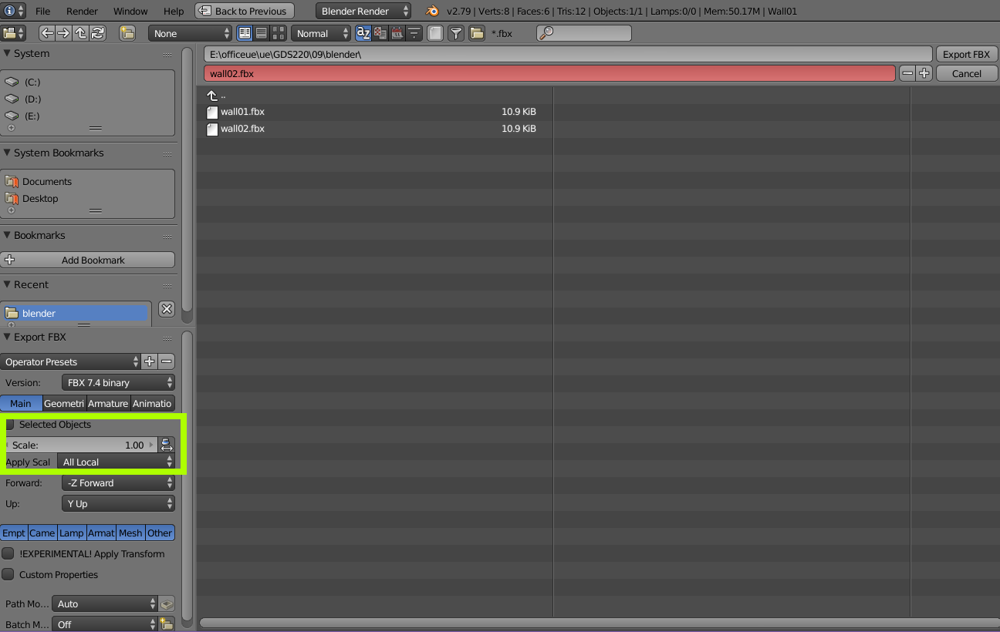 File Render Window Help Back to Previous Blender Render v2.79 | Verts:8 | Faces:6 | Tris:12 | Objects:1/1 | Lamps:0/0 | Mem:50.17M | Wall01
None Normal az *.fbx
System
(C:)
(D:)
(E:)
System Bookmarks
Documents
Desktop
Bookmarks
Add Bookmark
Recent
blender
Export FBX
Operator Presets
Version: FBX 7.4 binary
Main Geometri Armature Animatio
Selected Objects
Scale: 1.00
Apply Scal All Local
Forward: -Z Forward
Up: Y Up
Empt Came Lamp Armat Mesh Other
!EXPERIMENTAL! Apply Transform
Custom Properties
Path Mo... Auto
Batch M... Off
E:\officeue\ue\GDS220\09\blender\ Export FBX
wall02.fbx Cancel
..
wall01.fbx 10.9 KiB
wall02.fbx 10.9 KiB